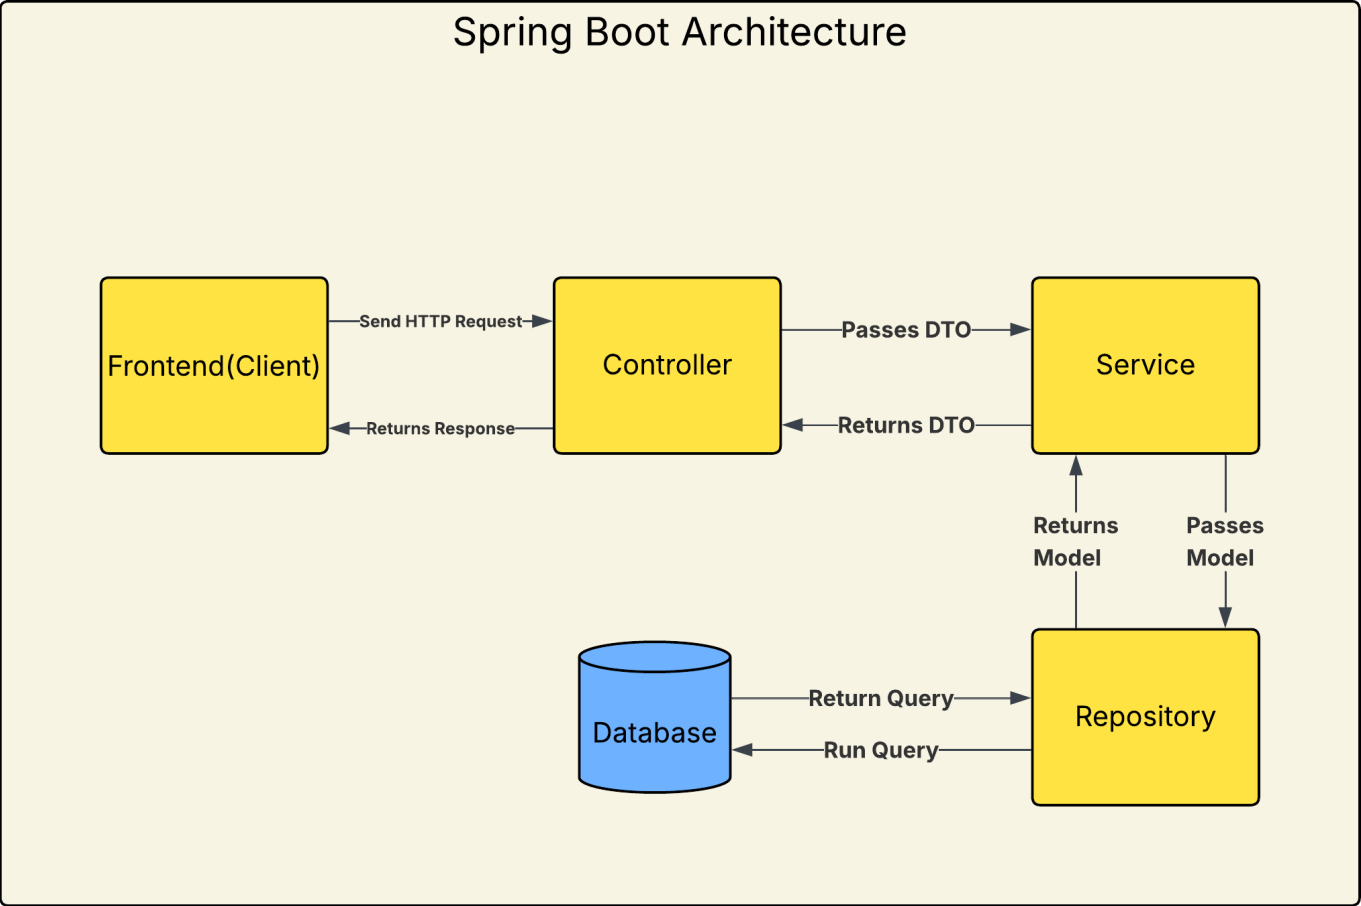 Spring Boot Architecture
Frontend(Client)
Send HTTP Request
Returns Response
Controller
Passes DTO
Returns DTO
Service
Returns
Model
Passes
Model
Database
Return Query
Run Query
Repository